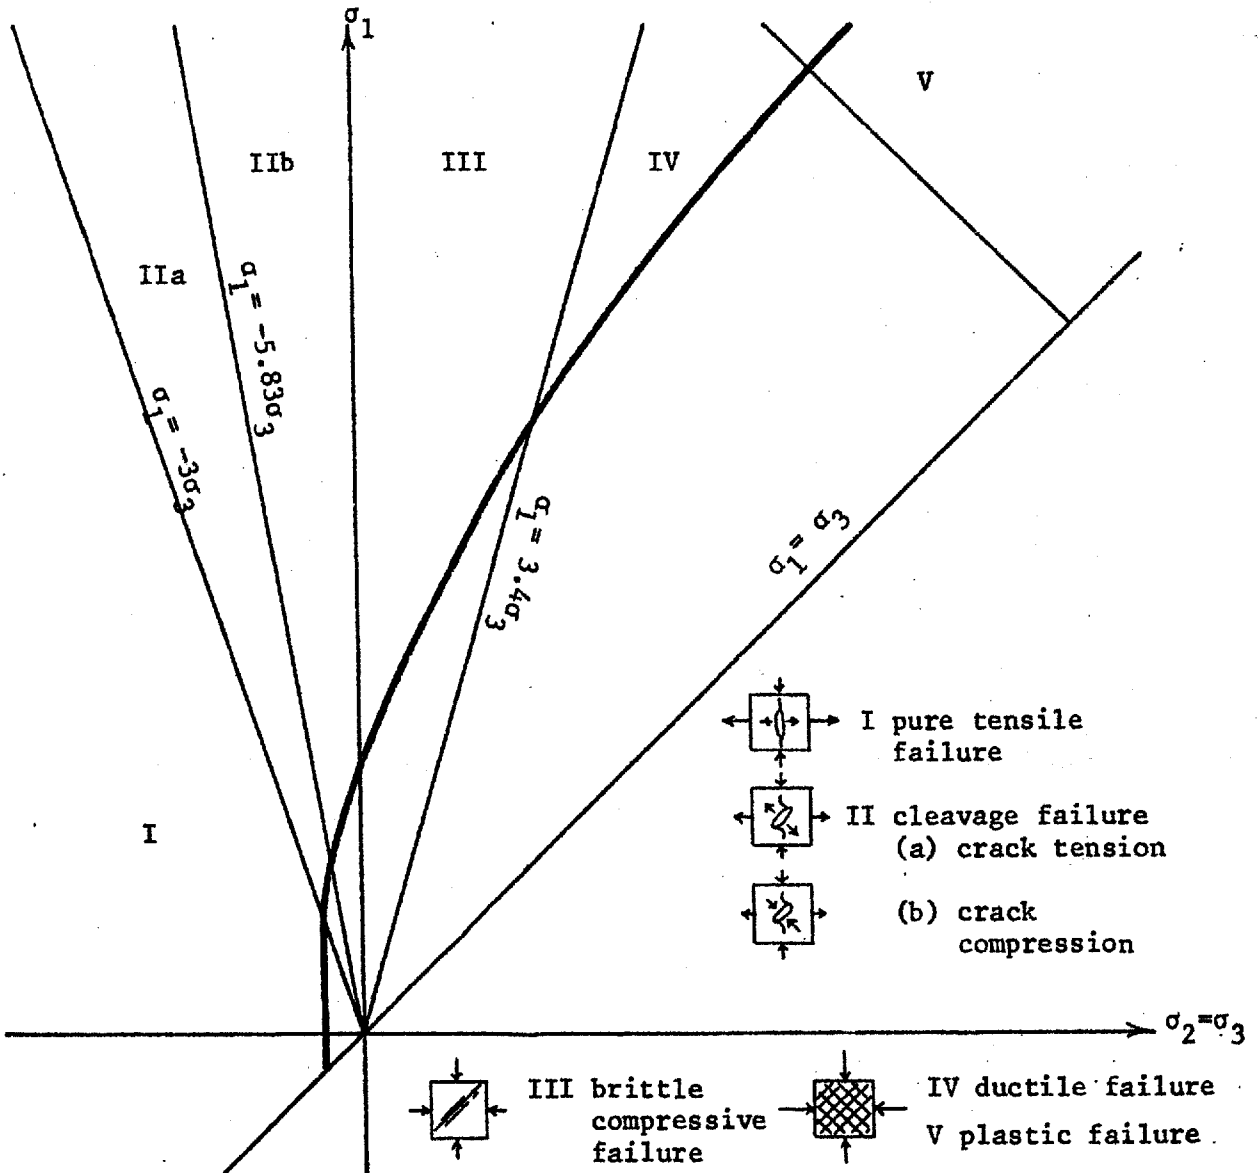 σ1
V
IIb
III
IV
IIa
σ1 = -5.83σ3
σ1 = -3σ3
σ1 = 3.4σ3
σ1 = σ3
I
I pure tensile
failure
II cleavage failure
(a) crack tension
(b) crack
compression
σ2=σ3
III brittle
compressive
failure
IV ductile failure
V plastic failure